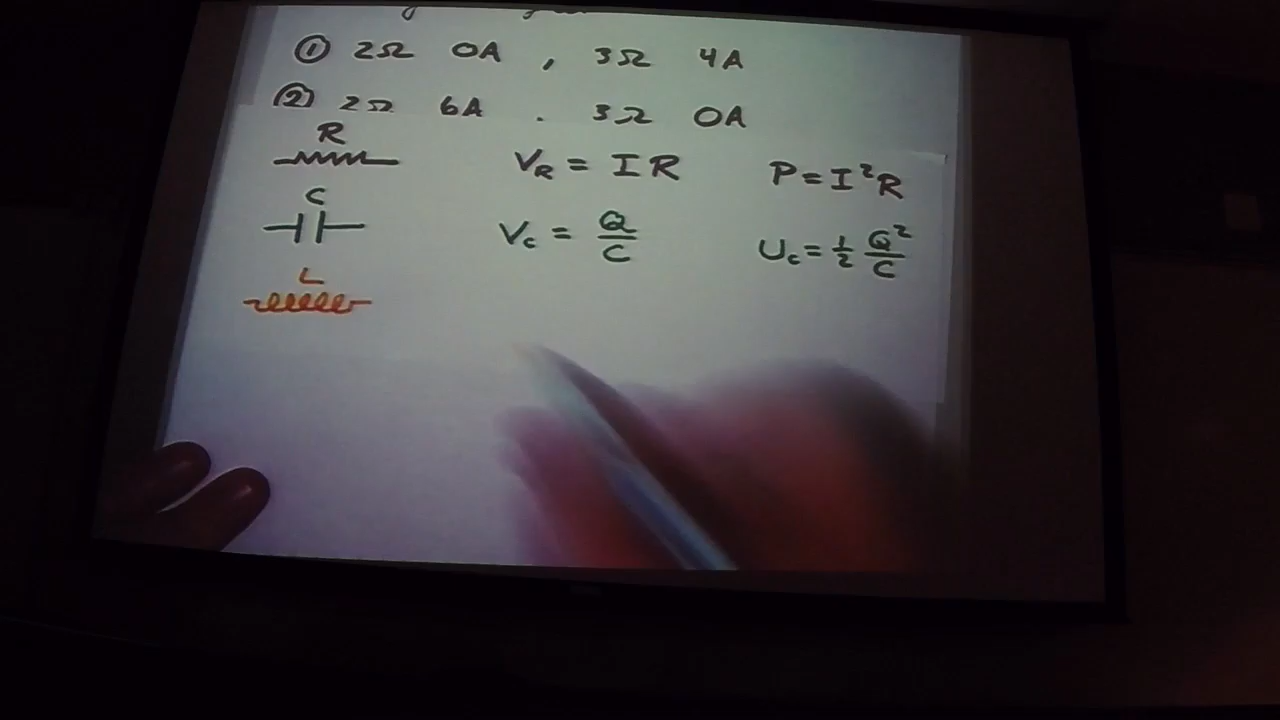 ① 2Ω 0A , 3Ω 4A
② 2Ω 6A . 3Ω 0A
R
V_R = IR P = I²R
C
V_c = Q/C U_c = 1/2 Q²/C
L